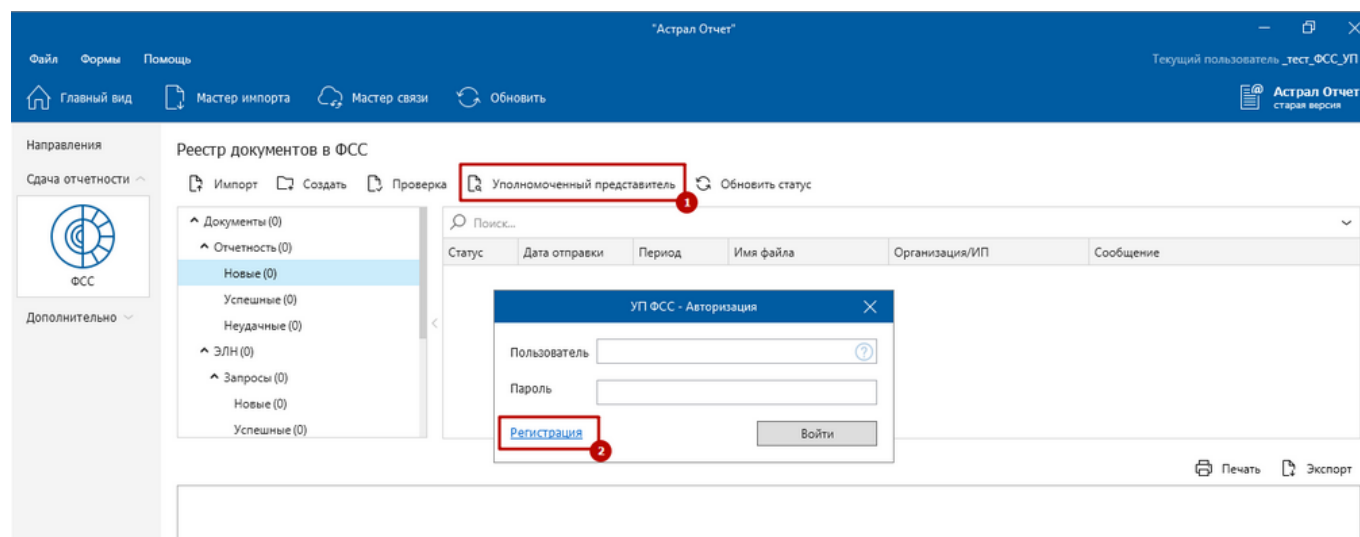 "Астрал Отчет"
Файл Формы Помощь
Текущий пользователь _тест_ФСС_УП
Главный вид Мастер импорта Мастер связи Обновить
Астрал Отчет
старая версия
Направления
Сдача отчетности
ФСС
Дополнительно
Реестр документов в ФСС
Импорт Создать Проверка Уполномоченный представитель Обновить статус
1
Документы (0)
Отчетность (0)
Новые (0)
Успешные (0)
Неудачные (0)
ЭЛН (0)
Запросы (0)
Новые (0)
Успешные (0)
Поиск...
Статус Дата отправки Период Имя файла Организация/ИП Сообщение
УП ФСС - Авторизация
Пользователь
?
Пароль
Регистрация
2
Войти
Печать Экспорт